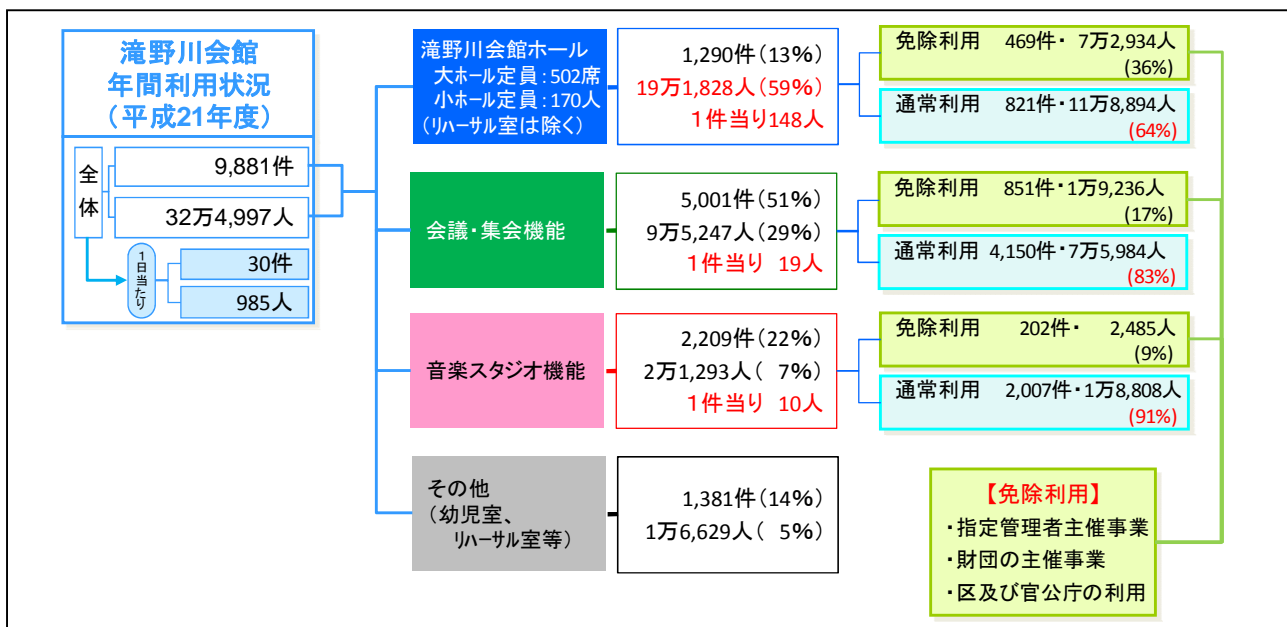 滝野川会館
年間利用状況
（平成21年度）
全体
9,881件
32万4,997人
1日当たり
30件
985人
滝野川会館ホール
大ホール定員：502席
小ホール定員：170人
（リハーサル室は除く）
1,290件（13%）
19万1,828人（59%）
1件当り148人
免除利用 469件・ 7万2,934人
(36%)
通常利用 821件・11万8,894人
(64%)
会議・集会機能
5,001件（51%）
9万5,247人（29%）
1件当り 19人
免除利用 851件・1万9,236人
(17%)
通常利用 4,150件・7万5,984人
(83%)
音楽スタジオ機能
2,209件（22%）
2万1,293人（ 7%）
1件当り 10人
免除利用 202件・ 2,485人
(9%)
通常利用 2,007件・1万8,808人
(91%)
その他
（幼児室、
リハーサル室等）
1,381件（14%）
1万6,629人（ 5%）
【免除利用】
・指定管理者主催事業
・財団の主催事業
・区及び官公庁の利用